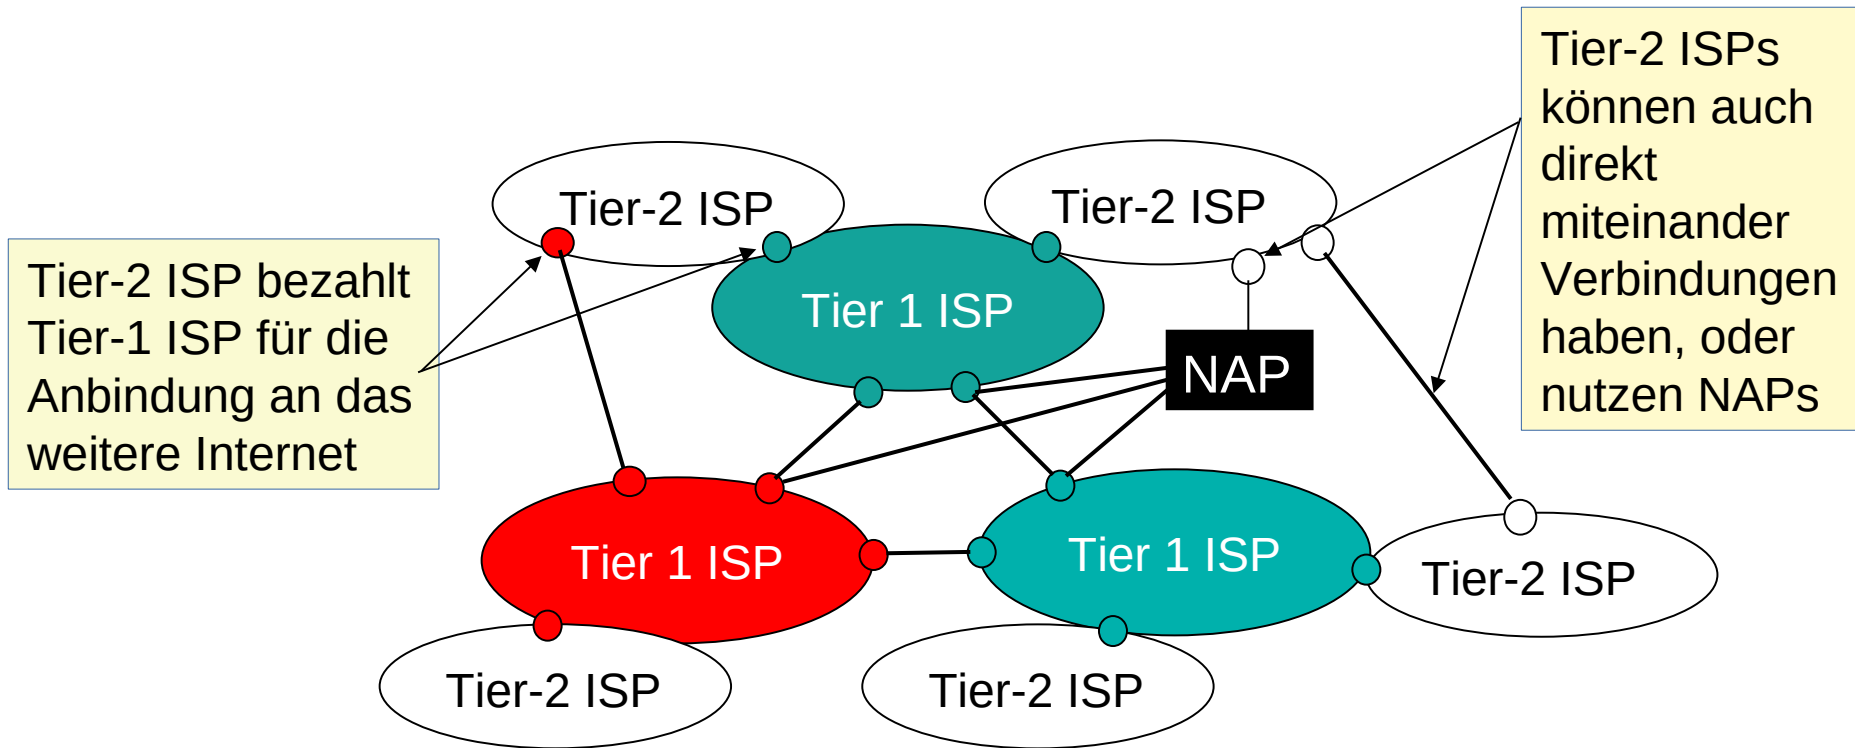 Tier-2 ISPs
können auch
direkt
miteinander
Verbindungen
haben, oder
nutzen NAPs
Tier-2 ISP
Tier-2 ISP
Tier-2 ISP bezahlt
Tier-1 ISP für die
Anbindung an das
weitere Internet
Tier 1 ISP
NAP
Tier 1 ISP
Tier 1 ISP
Tier-2 ISP
Tier-2 ISP
Tier-2 ISP